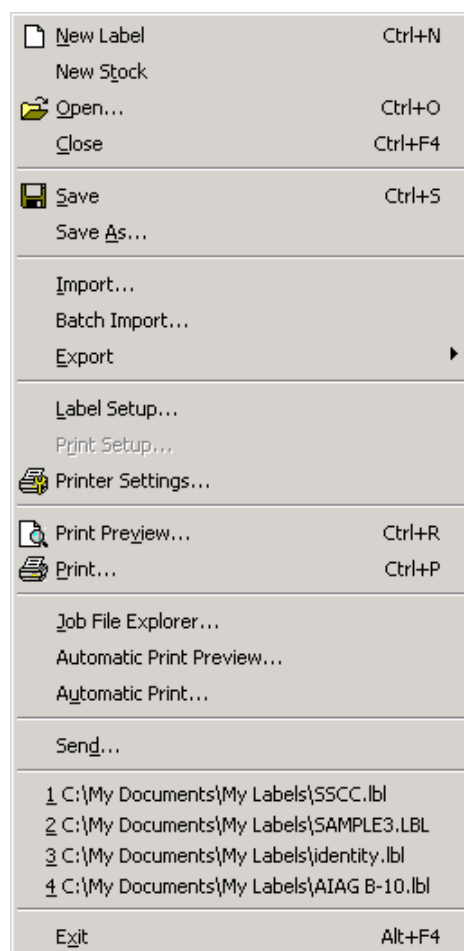 New Label Ctrl+N
New Stock
Open... Ctrl+O
Close Ctrl+F4
Save Ctrl+S
Save As...
Import...
Batch Import...
Export
Label Setup...
Print Setup...
Printer Settings...
Print Preview... Ctrl+R
Print... Ctrl+P
Job File Explorer...
Automatic Print Preview...
Automatic Print...
Send...
1 C:\My Documents\My Labels\SSCC.lbl
2 C:\My Documents\My Labels\SAMPLE3.LBL
3 C:\My Documents\My Labels\identity.lbl
4 C:\My Documents\My Labels\AIAG B-10.lbl
Exit Alt+F4